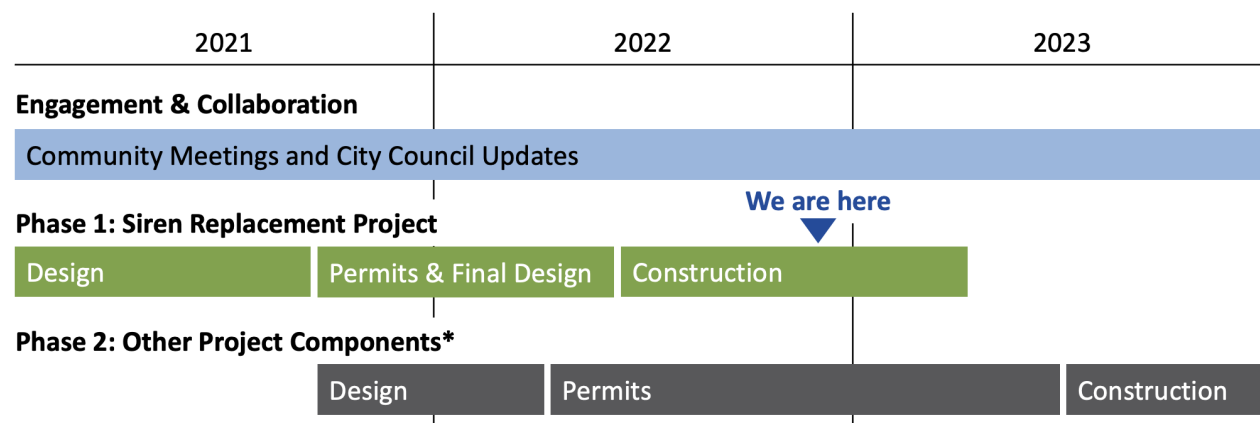 2021 2022 2023
Engagement & Collaboration
Community Meetings and City Council Updates
We are here
Phase 1: Siren Replacement Project
Design Permits & Final Design Construction
Phase 2: Other Project Components*
Design Permits Construction